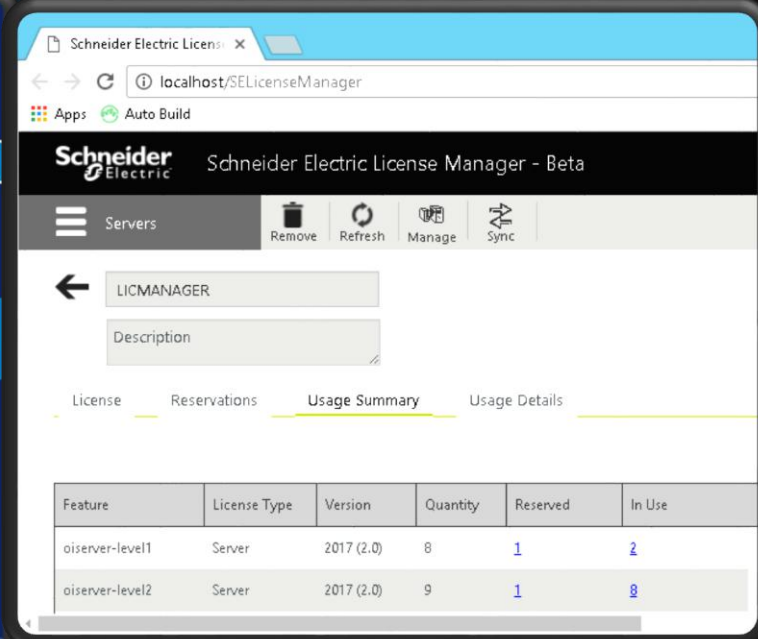 Schneider Electric Licens
localhost/SELicenseManager
Apps Auto Build
Schneider Electric Schneider Electric License Manager - Beta
Servers Remove Refresh Manage Sync
LICMANAGER
Description
License Reservations Usage Summary Usage Details
Feature License Type Version Quantity Reserved In Use
oiserver-level1 Server 2017 (2.0) 8 1 2
oiserver-level2 Server 2017 (2.0) 9 1 8